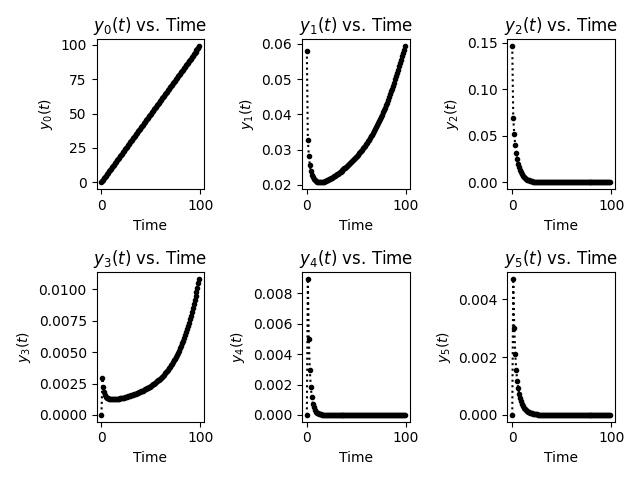 y₀(t) vs. Time y₁(t) vs. Time y₂(t) vs. Time
100 0.06 0.15
75 0.05 0.10
50 0.04 0.05
25 0.03 0.00
0 0.02
y₀(t) y₁(t) y₂(t)
0 100 0 100 0 100
Time Time Time
y₃(t) vs. Time y₄(t) vs. Time y₅(t) vs. Time
0.0100 0.008 0.004
0.0075 0.006 0.002
0.0050 0.004 0.000
0.0025 0.002
0.0000 0.000
y₃(t) y₄(t) y₅(t)
0 100 0 100 0 100
Time Time Time